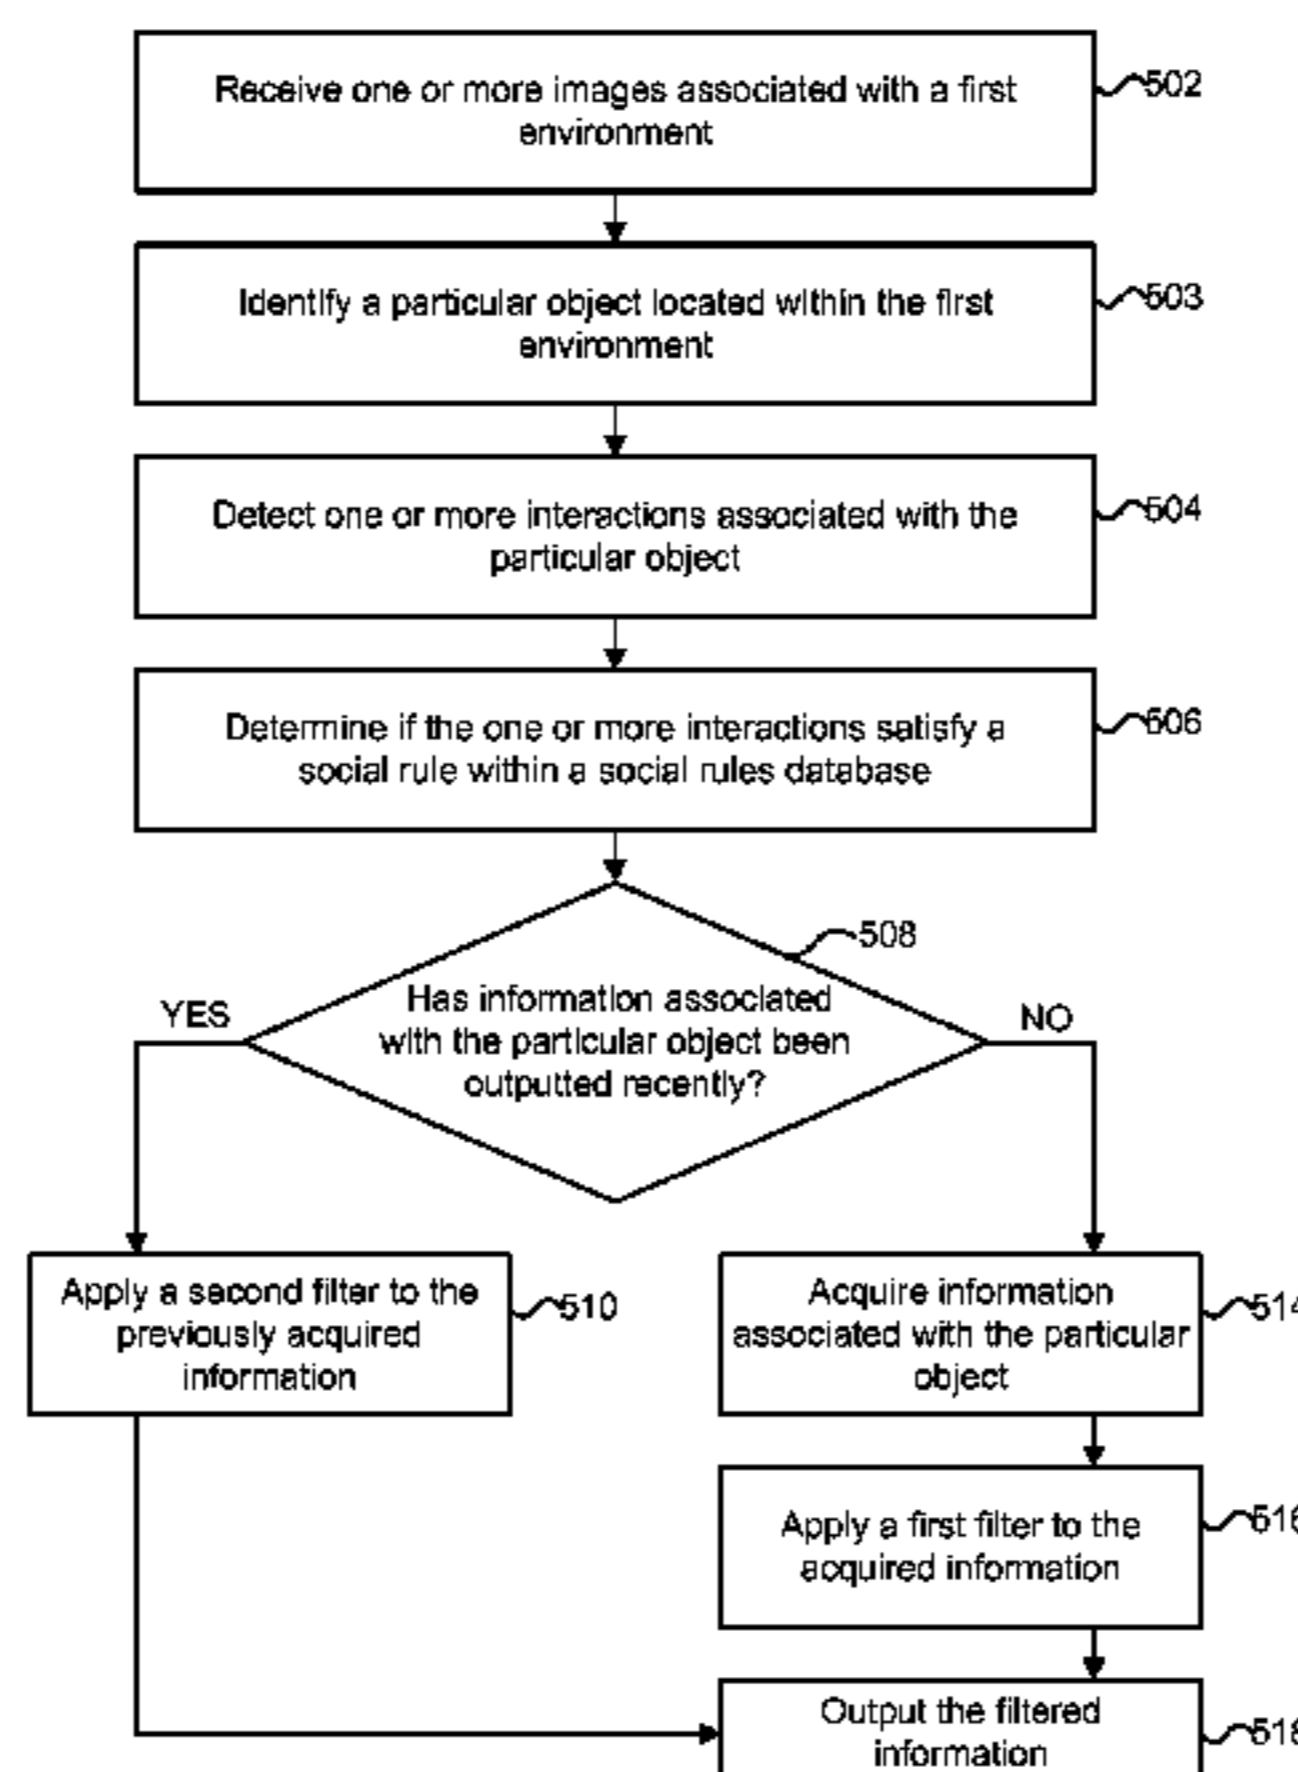 Receive one or more images associated with a first
environment
502
Identify a particular object located within the first
environment
503
Detect one or more interactions associated with the
particular object
504
Determine if the one or more interactions satisfy a
social rule within a social rules database
506
508
Has information associated
with the particular object been
outputted recently?
YES
NO
Apply a second filter to the
previously acquired
information
510
Acquire information
associated with the particular
object
514
Apply a first filter to the
acquired information
516
Output the filtered
information
518